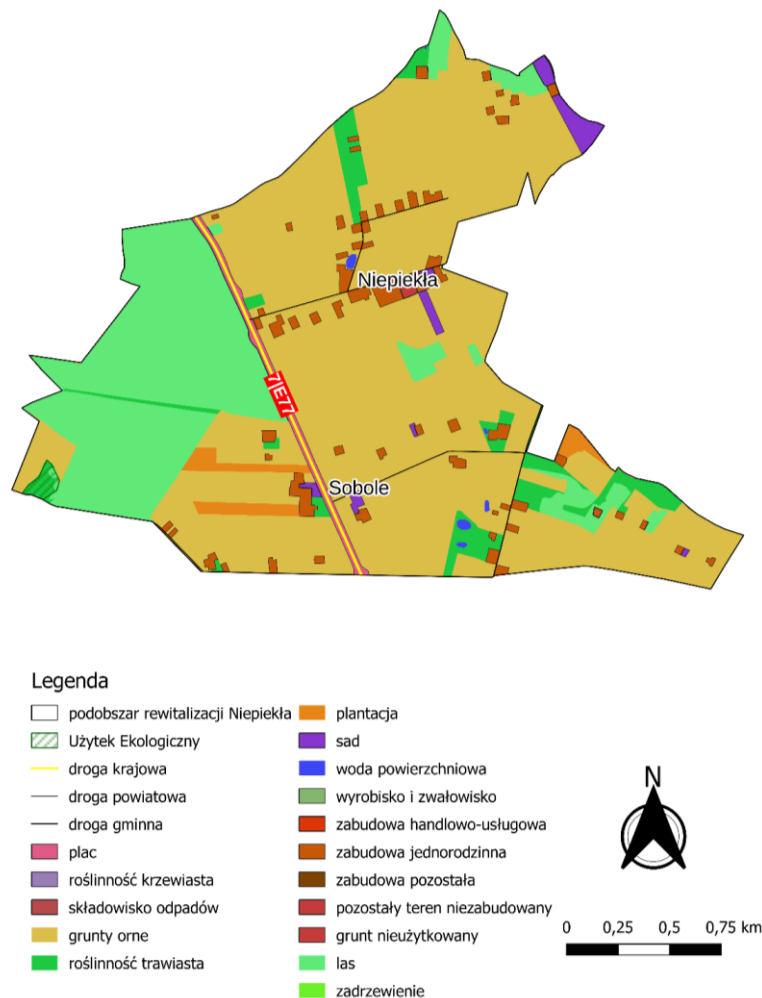 Niepiekła
7|E77
Sobole
Legenda
podobszar rewitalizacji Niepiekła
Użytek Ekologiczny
droga krajowa
droga powiatowa
droga gminna
plac
roślinność krzewiasta
składowisko odpadów
grunty orne
roślinność trawiasta
plantacja
sad
woda powierzchniowa
wyrobisko i zwałowisko
zabudowa handlowo-usługowa
zabudowa jednorodzinna
zabudowa pozostała
pozostały teren niezabudowany
grunt nieużytkowany
las
zadrzewienie
N
0 0,25 0,5 0,75 km